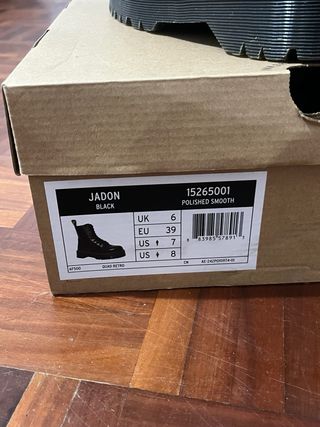 JADON
BLACK
15265001
POLISHED SMOOTH
UK 6
EU 39
US 7
US 8
AF500
QUAD RETRO
CN